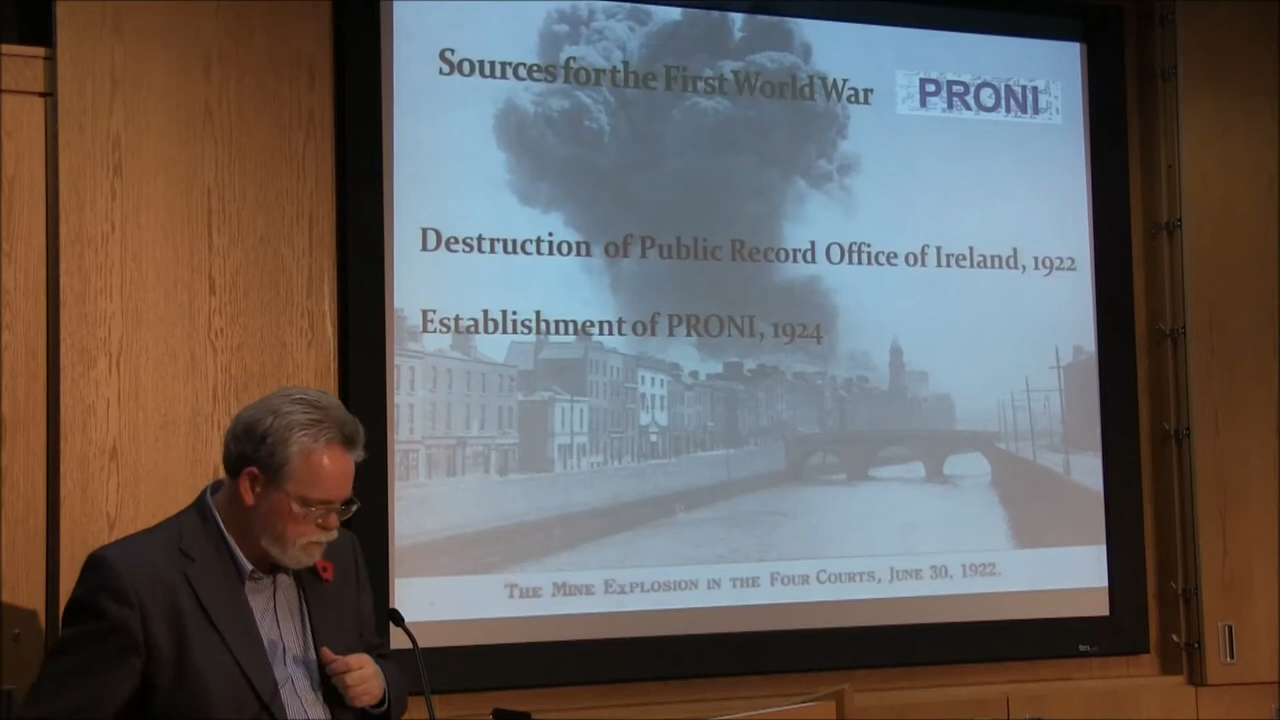 Sources for the First World War
PRONI
Destruction of Public Record Office of Ireland, 1922
Establishment of PRONI, 1924
THE MINE EXPLOSION IN THE FOUR COURTS, JUNE 30, 1922.